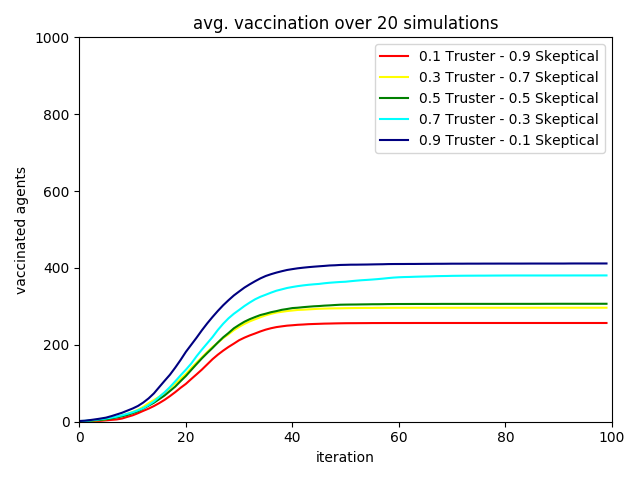 avg. vaccination over 20 simulations
1000
800
600
400
200
0
vaccinated agents
0.1 Truster - 0.9 Skeptical
0.3 Truster - 0.7 Skeptical
0.5 Truster - 0.5 Skeptical
0.7 Truster - 0.3 Skeptical
0.9 Truster - 0.1 Skeptical
0 20 40 60 80 100
iteration